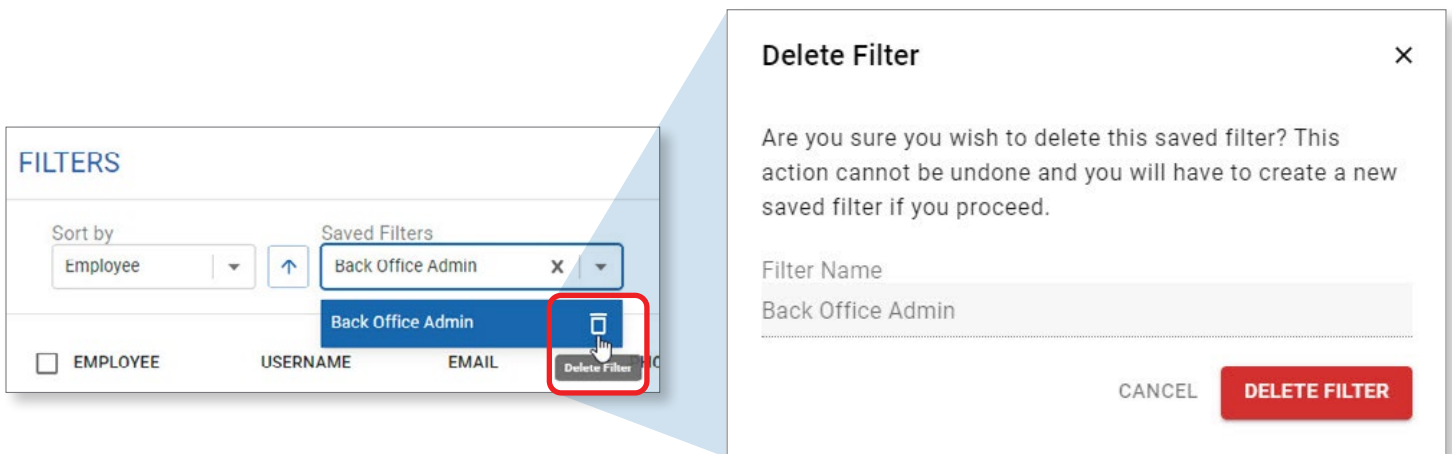 FILTERS
Sort by
Saved Filters
Employee
Back Office Admin
X
Back Office Admin
EMPLOYEE
USERNAME
EMAIL
Delete Filter
Delete Filter
Are you sure you wish to delete this saved filter? This
action cannot be undone and you will have to create a new
saved filter if you proceed.
Filter Name
Back Office Admin
CANCEL
DELETE FILTER